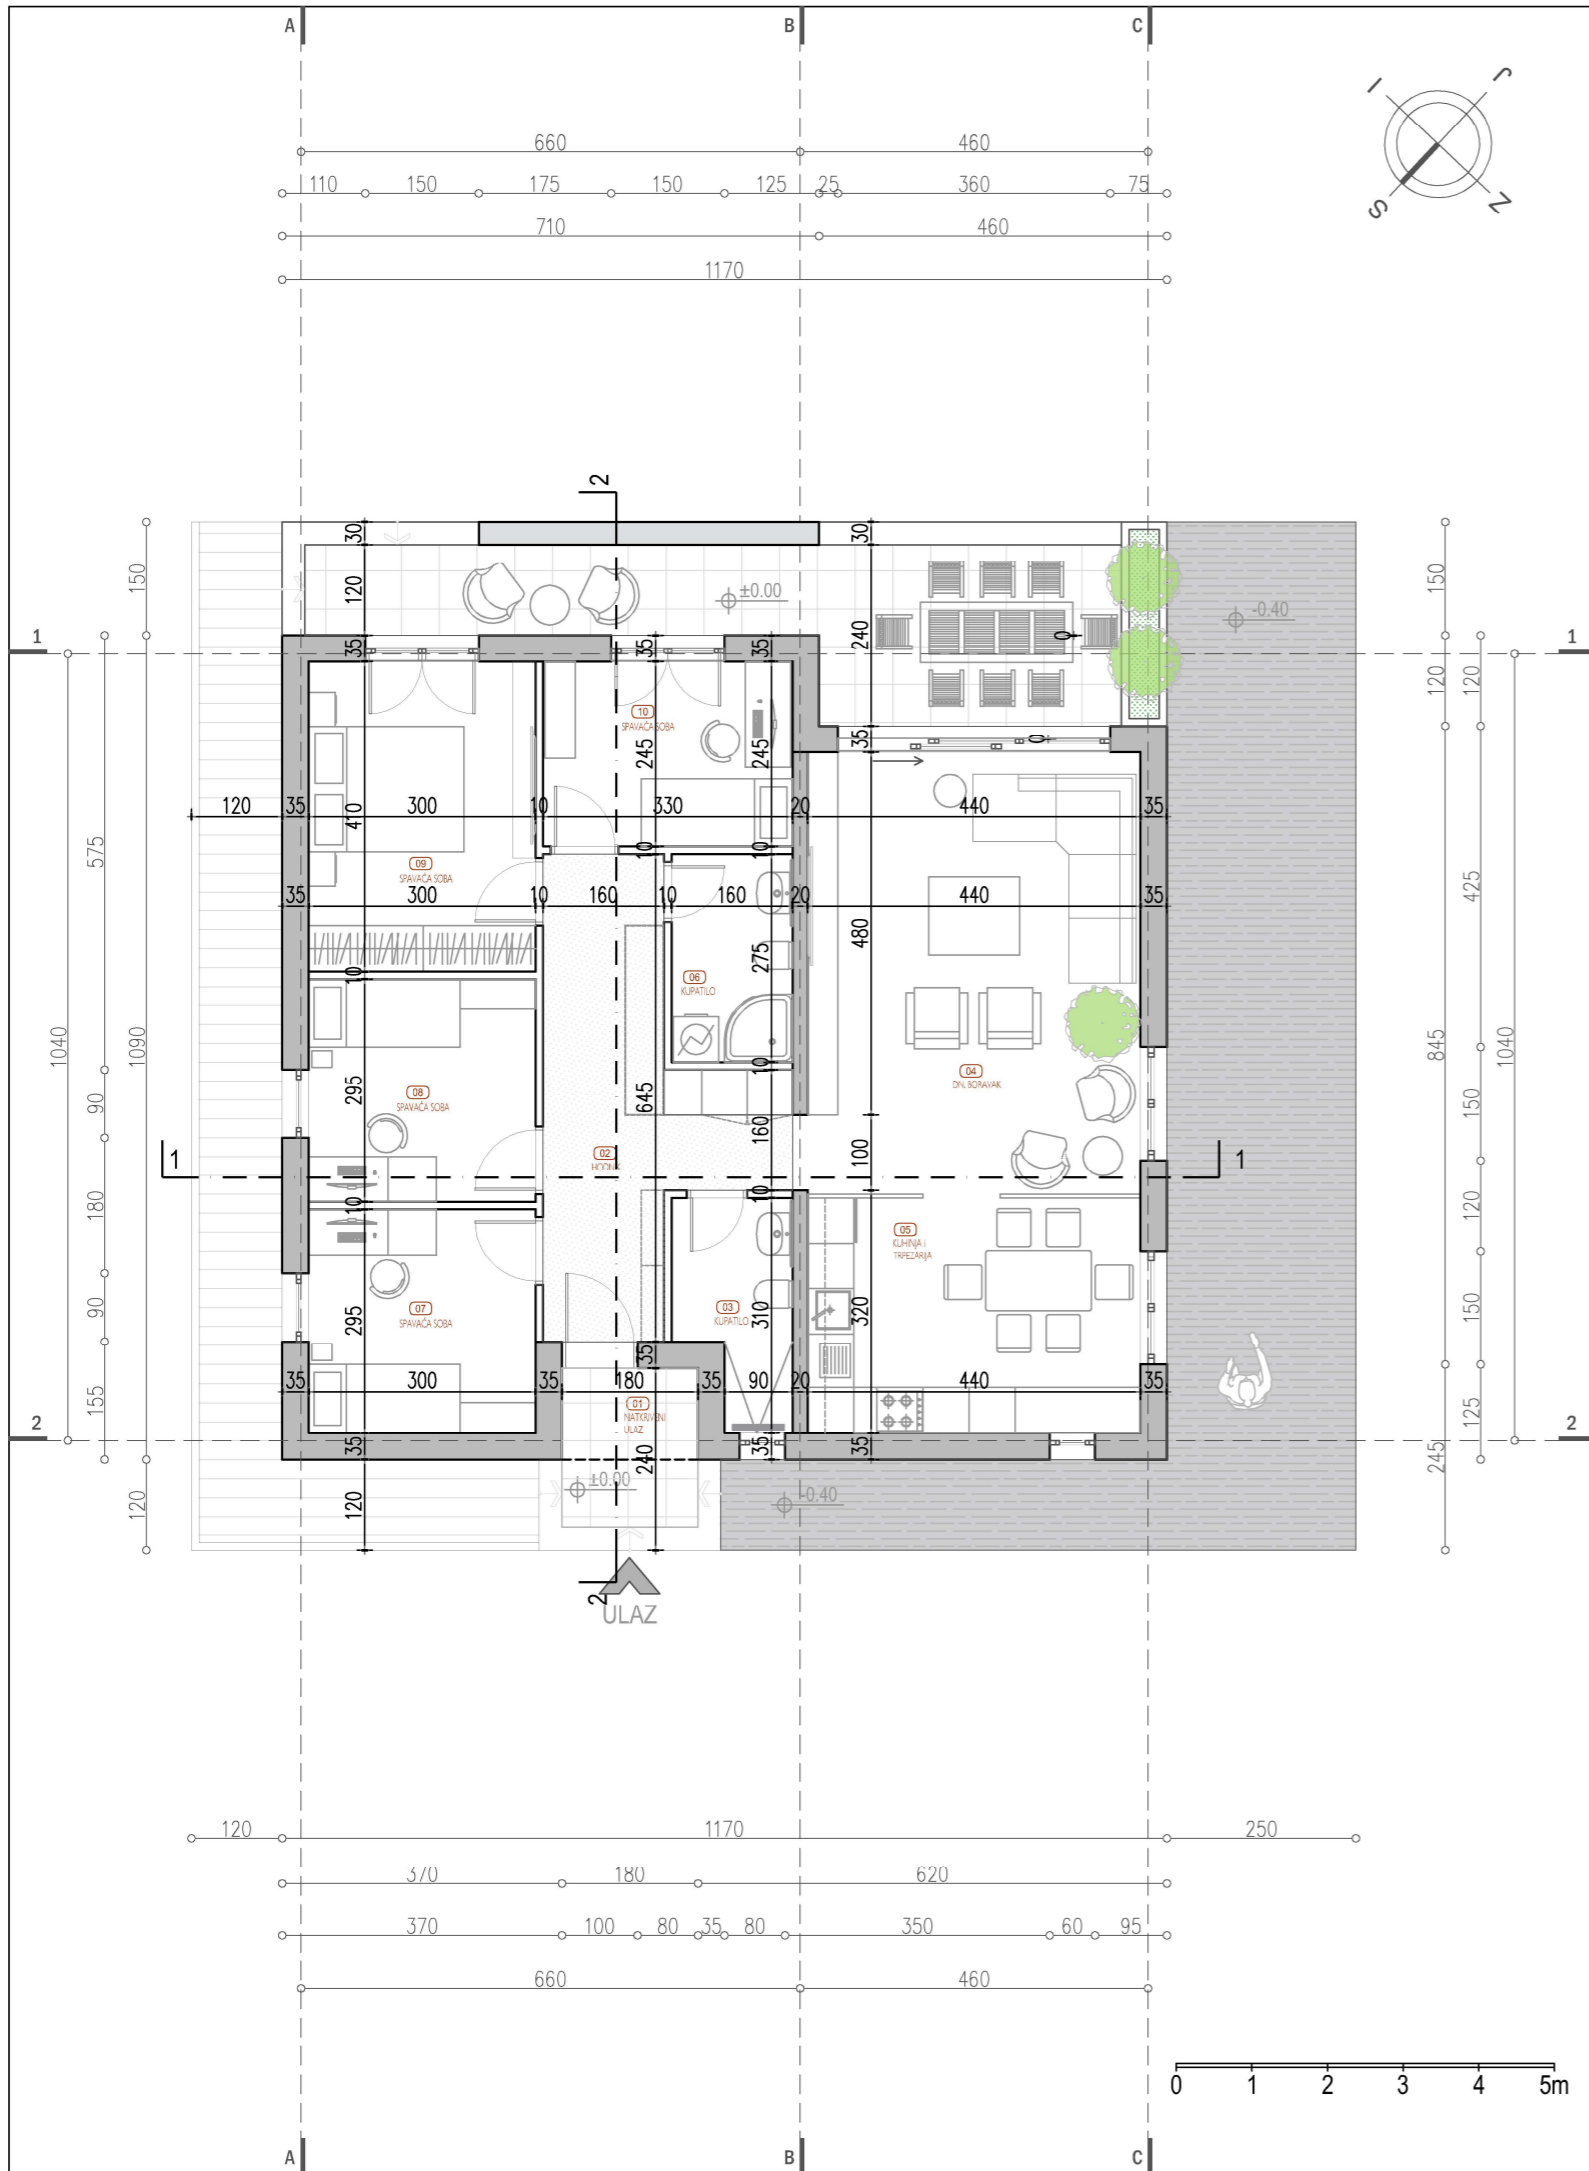 A B C
I J
S Z
660 460
110 150 175 150 125 25 360 75
710 460
1170
2
30 30
150 120 ±0.00 240 -0.40 150
1 35 35 35 0 1
120 120
10
SPAVAĆA SOBA
245 245 35 0
120 35 300 10 330 20 440 35
410
575 10 10
09
SPAVAĆA SOBA
425
35 300 10 160 10 160 20 440 35
480
275
10
06
KUPATILO
1040 1090 845 1040
10
295 04
DN. BORAVAK
08
SPAVAĆA SOBA
645
90 150
160 100
02
HODNIK
1 1
180 10 10 120
05
KUHINJA I
TRPEZARIJA
90 295 07
SPAVAĆA SOBA
03
KUPATILO
310 320 150
35
35 300 35 180 35 90 20 440 35
155 125
01
NATKRIVENI
ULAZ
2 35 240 35 35 2
245
120 120 ±0.00 -0.40
2
ULAZ
120 1170 250
370 180 620
370 100 80 35 80 350 60 95
660 460
0 1 2 3 4 5m
A B C